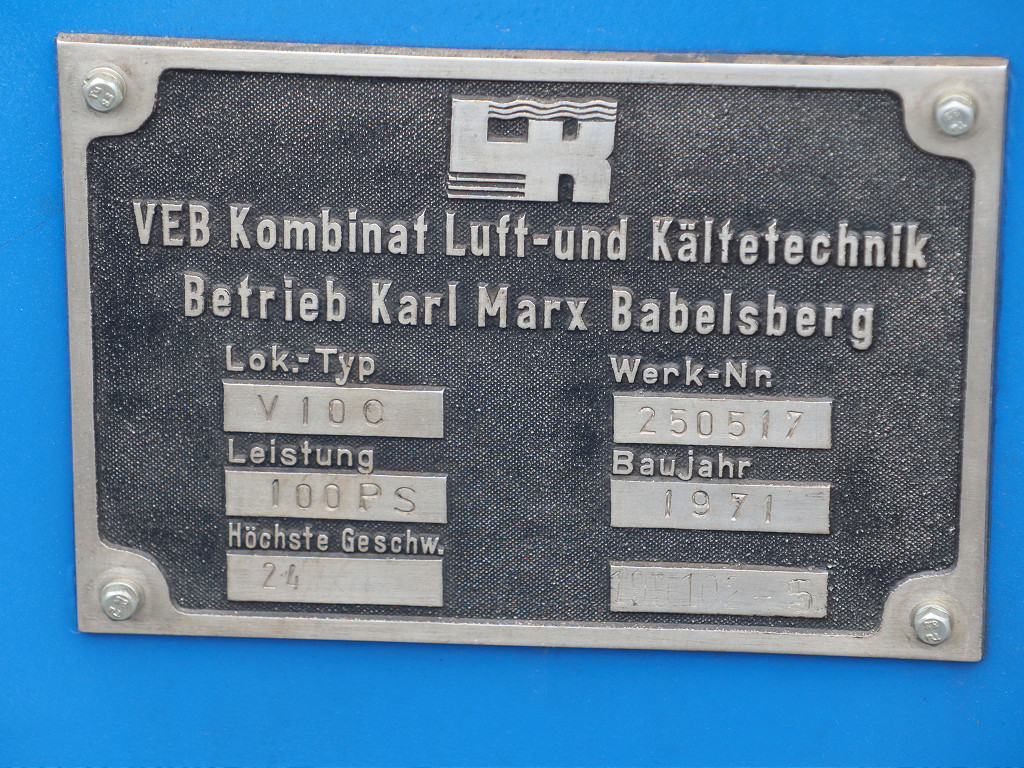 VEB Kombinat Luft-und Kältetechnik
Betrieb Karl Marx Babelsberg
Lok.-Typ
V100
Leistung
100PS
Höchste Geschw.
24
Werk-Nr.
250517
Baujahr
1971